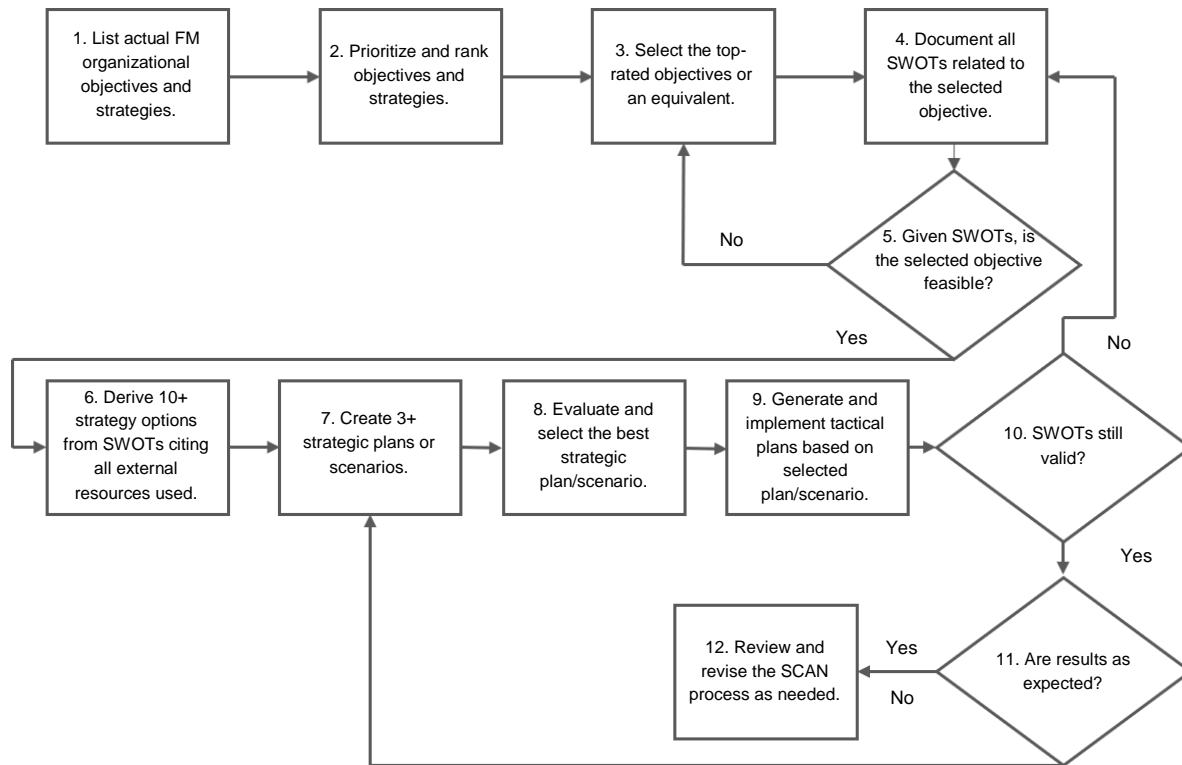 1. List actual FM
organizational
objectives and
strategies.
2. Prioritize and rank
objectives and
strategies.
3. Select the top-
rated objectives or
an equivalent.
4. Document all
SWOTs related to
the selected
objective.
No
5. Given SWOTs, is
the selected objective
feasible?
Yes
No
6. Derive 10+
strategy options
from SWOTs citing
all external
resources used.
7. Create 3+
strategic plans or
scenarios.
8. Evaluate and
select the best
strategic
plan/scenario.
9. Generate and
implement tactical
plans based on
selected
plan/scenario.
10. SWOTs still
valid?
Yes
12. Review and
revise the SCAN
process as needed.
Yes
No
11. Are results as
expected?